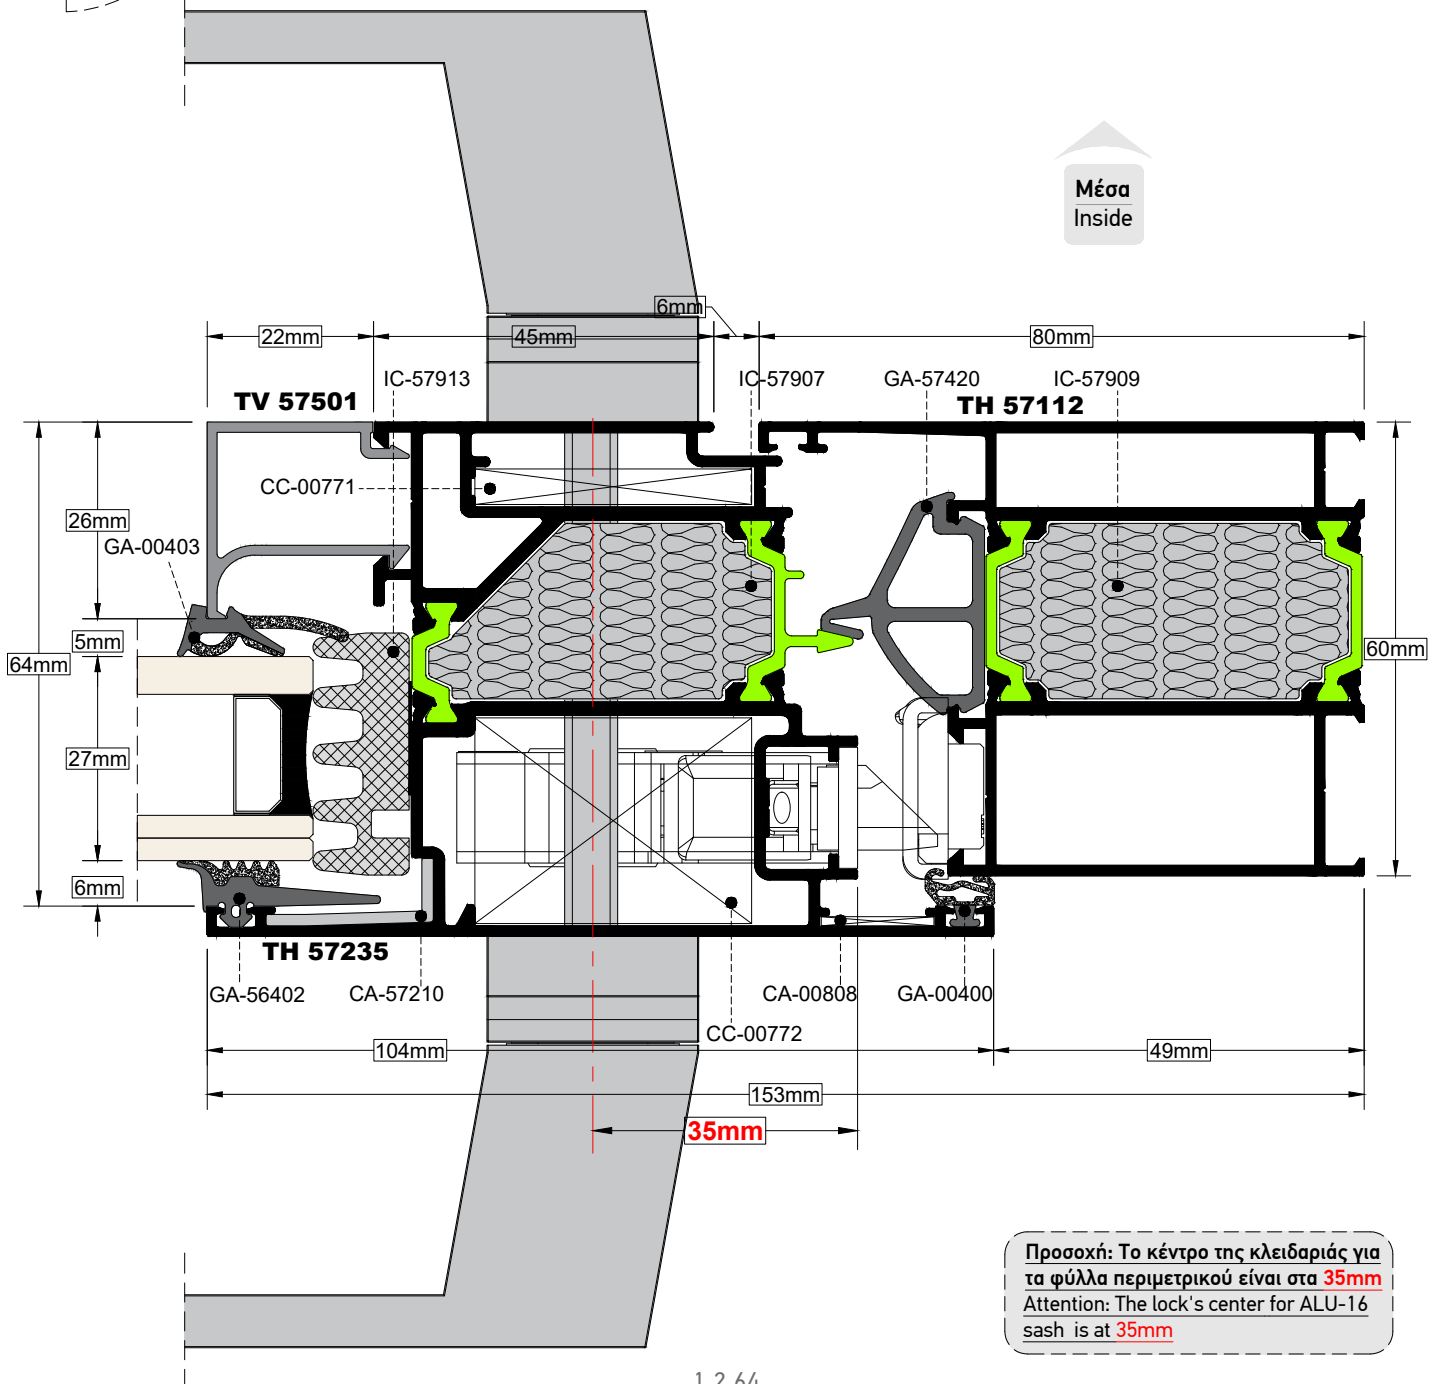 Μέσα
Inside
6mm
22mm
45mm
80mm
IC-57913
IC-57907
GA-57420
IC-57909
TV 57501
TH 57112
CC-00771
26mm
GA-00403
5mm
64mm
60mm
27mm
6mm
TH 57235
GA-56402
CA-57210
CA-00808
GA-00400
CC-00772
104mm
49mm
153mm
35mm
Προσοχή: Το κέντρο της κλειδαριάς για
τα φύλλα περιμετρικού είναι στα 35mm
Attention: The lock's center for ALU-16
sash is at 35mm
1.2.64